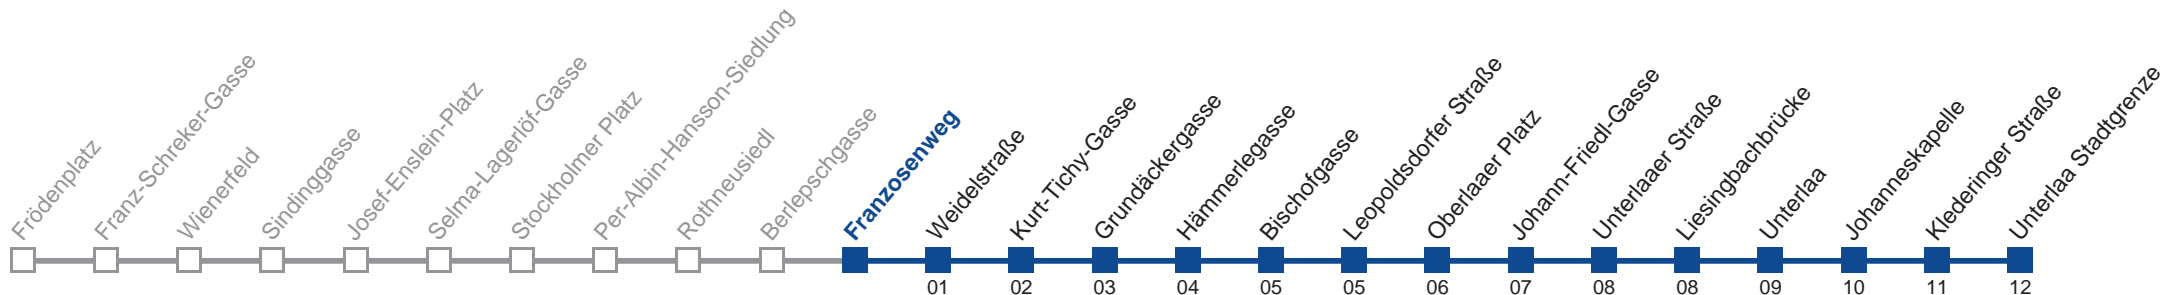 Frödenplatz
Franz-Schreker-Gasse
Wienerfeld
Sindinggasse
Josef-Enslein-Platz
Selma-Lagerlöf-Gasse
Stockholmer Platz
Per-Albin-Hansson-Siedlung
Rothneusiedl
Berlepschgasse
Franzosenweg
Weidelstraße
Kurt-Tichy-Gasse
Grundäckergasse
Hämmerlegasse
Bischofgasse
Leopoldsdorfer Straße
Oberlaaer Platz
Johann-Friedl-Gasse
Unterlaaer Straße
Liesingbachbrücke
Unterlaa
Johanneskapelle
Klederinger Straße
Unterlaa Stadtgrenze
01 02 03 04 05 05 06 07 08 08 09 10 11 12